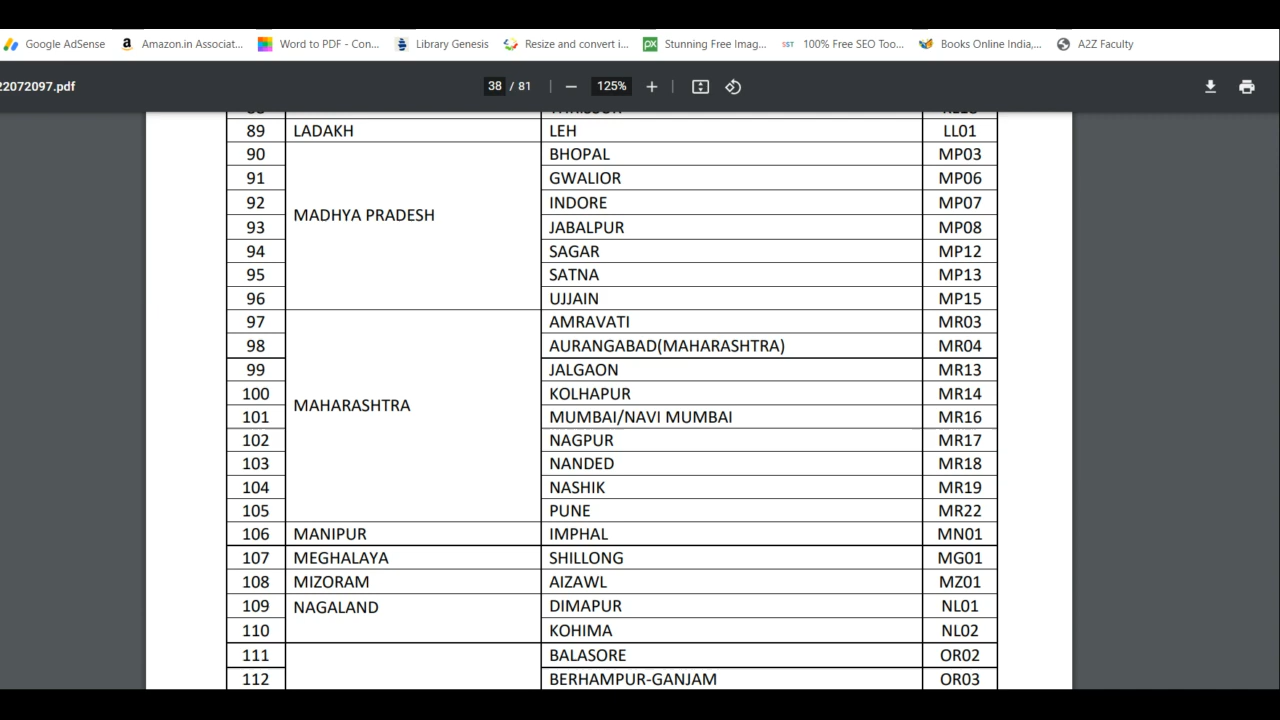 Google AdSense Amazon.in Associat... Word to PDF - Con... Library Genesis Resize and convert i... Stunning Free Imag... SST 100% Free SEO Too... Books Online India,... A2Z Faculty
22072097.pdf 38 / 81 125%
89 LADAKH LEH LL01
90 BHOPAL MP03
91 GWALIOR MP06
92 INDORE MP07
MADHYA PRADESH
93 JABALPUR MP08
94 SAGAR MP12
95 SATNA MP13
96 UJJAIN MP15
97 AMRAVATI MR03
98 AURANGABAD(MAHARASHTRA) MR04
99 JALGAON MR13
100 KOLHAPUR MR14
MAHARASHTRA
101 MUMBAI/NAVI MUMBAI MR16
102 NAGPUR MR17
103 NANDED MR18
104 NASHIK MR19
105 PUNE MR22
106 MANIPUR IMPHAL MN01
107 MEGHALAYA SHILLONG MG01
108 MIZORAM AIZAWL MZ01
109 NAGALAND DIMAPUR NL01
110 KOHIMA NL02
111 BALASORE OR02
112 BERHAMPUR-GANJAM OR03